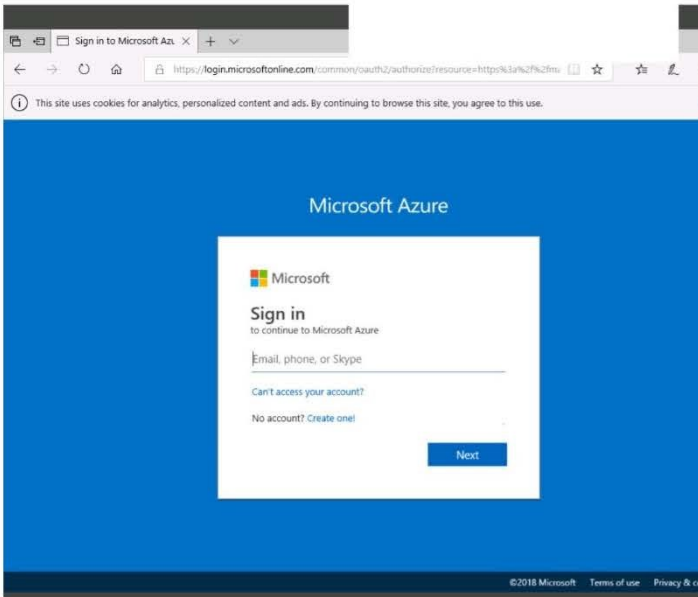 Sign in to Microsoft Az
https://login.microsoftonline.com/common/oauth2/authorize?resource=https%3a%2f%2fm
This site uses cookies for analytics, personalized content and ads. By continuing to browse this site, you agree to this use.
Microsoft Azure
Microsoft
Sign in
to continue to Microsoft Azure
Email, phone, or Skype
Can't access your account?
No account? Create one!
Next
©2018 Microsoft Terms of use Privacy & c